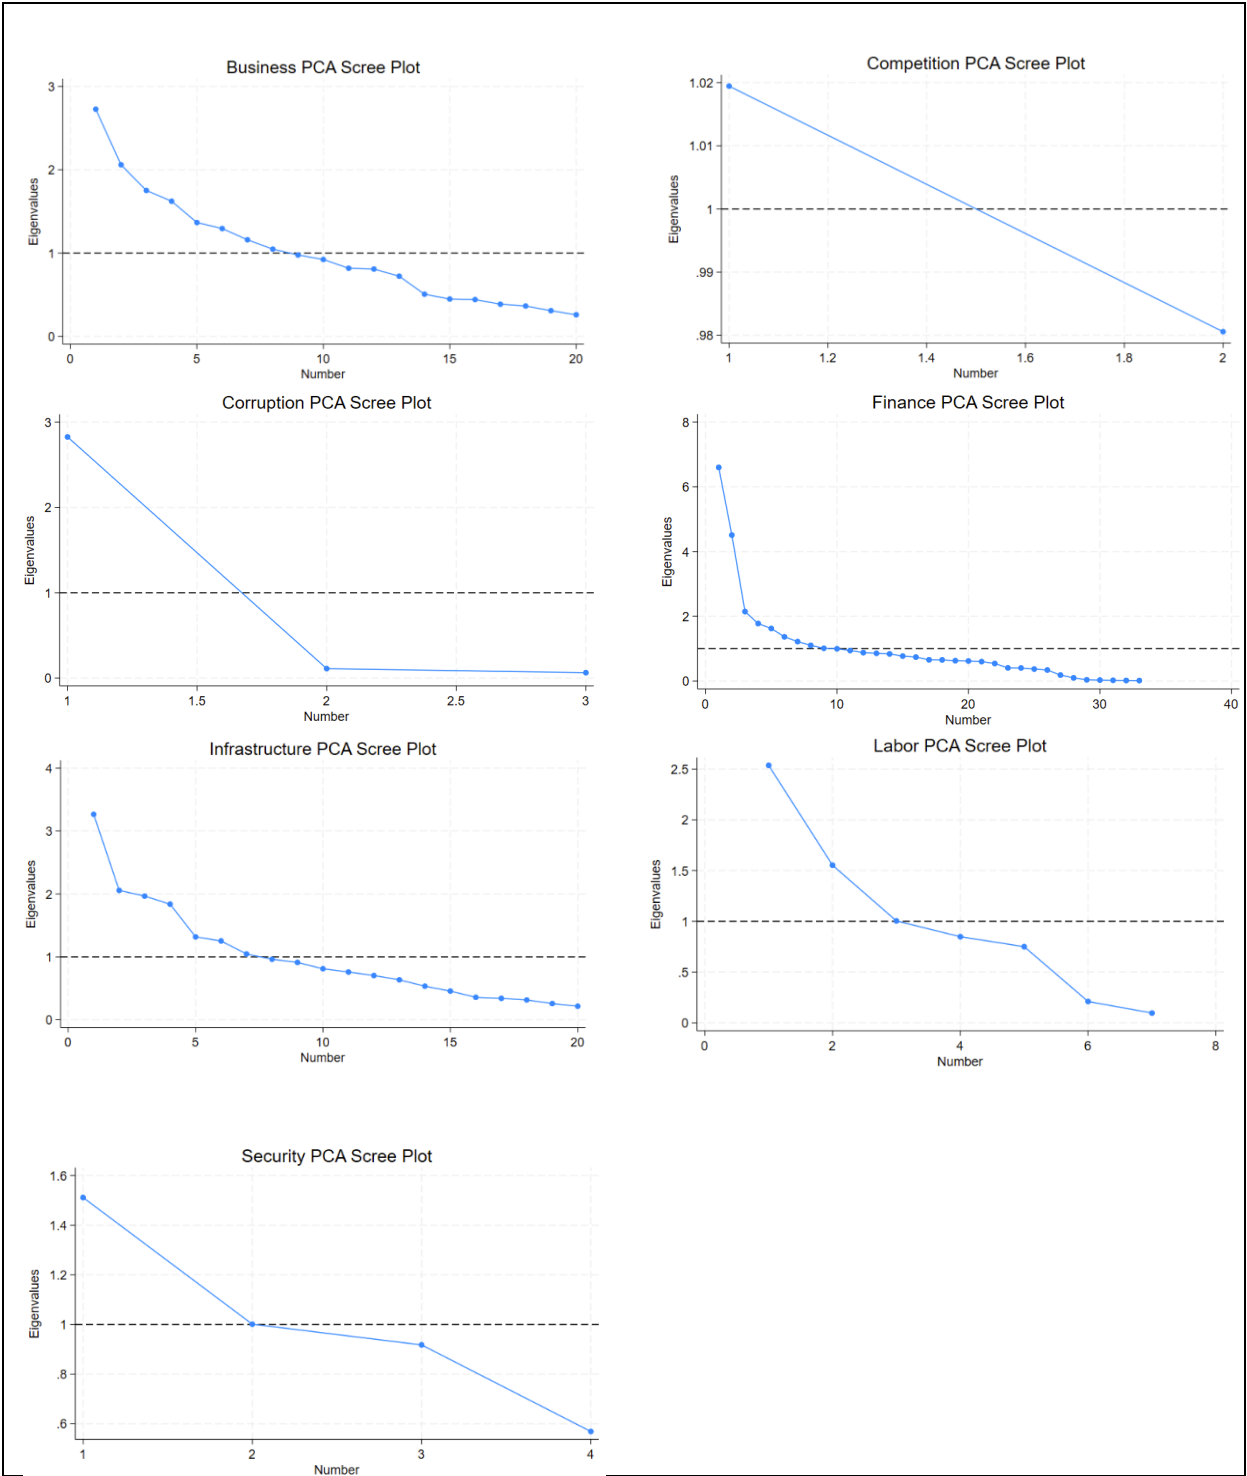 Business PCA Scree Plot
3
2
1
0
Eigenvalues
0 5 10 15 20
Number
Competition PCA Scree Plot
1.02
1.01
1
.99
.98
Eigenvalues
1 1.2 1.4 1.6 1.8 2
Number
Corruption PCA Scree Plot
3
2
1
0
Eigenvalues
1 1.5 2 2.5 3
Number
Finance PCA Scree Plot
8
6
4
2
0
Eigenvalues
0 10 20 30 40
Number
Infrastructure PCA Scree Plot
4
3
2
1
0
Eigenvalues
0 5 10 15 20
Number
Labor PCA Scree Plot
2.5
2
1.5
1
.5
0
Eigenvalues
0 2 4 6 8
Number
Security PCA Scree Plot
1.6
1.4
1.2
1
.8
.6
Eigenvalues
1 2 3 4
Number